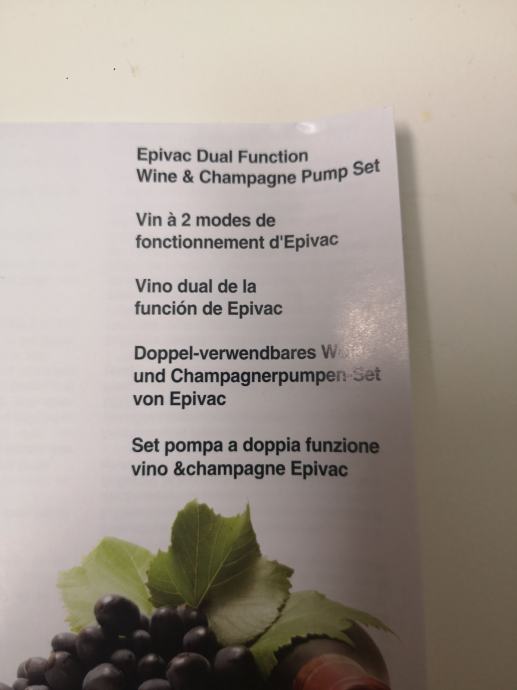 Epivac Dual Function
Wine & Champagne Pump Set
Vin à 2 modes de
fonctionnement d'Epivac
Vino dual de la
función de Epivac
Doppel-verwendbares
und Champagnerpumpen-Set
von Epivac
Set pompa a doppia funzione
vino &champagne Epivac